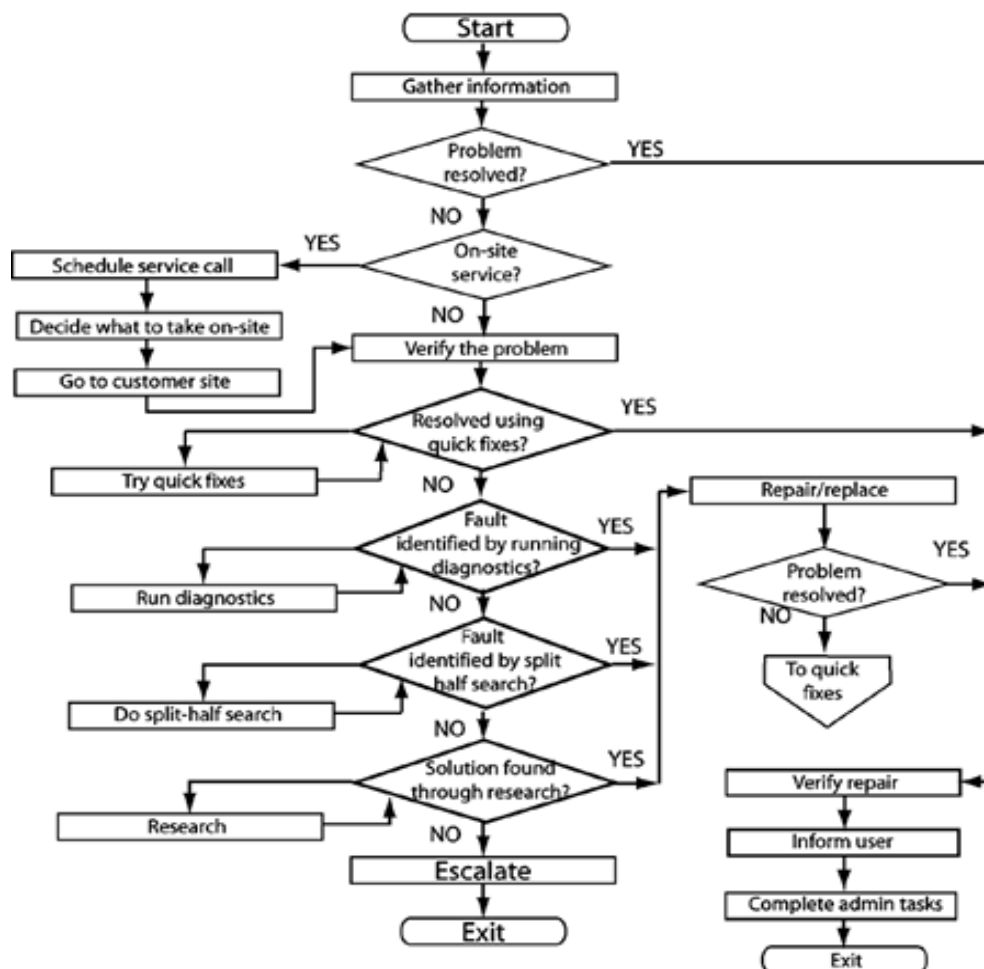 Start
Gather information
Problem
resolved?
YES
NO
On-site
service?
YES
Schedule service call
Decide what to take on-site
Go to customer site
NO
Verify the problem
Resolved using
quick fixes?
YES
Try quick fixes
NO
Fault
identified by running
diagnostics?
YES
Run diagnostics
NO
Fault
identified by split
half search?
YES
Do split-half search
NO
Solution found
through research?
YES
Research
NO
Escalate
Exit
Repair/replace
Problem
resolved?
YES
NO
To quick
fixes
Verify repair
Inform user
Complete admin tasks
Exit